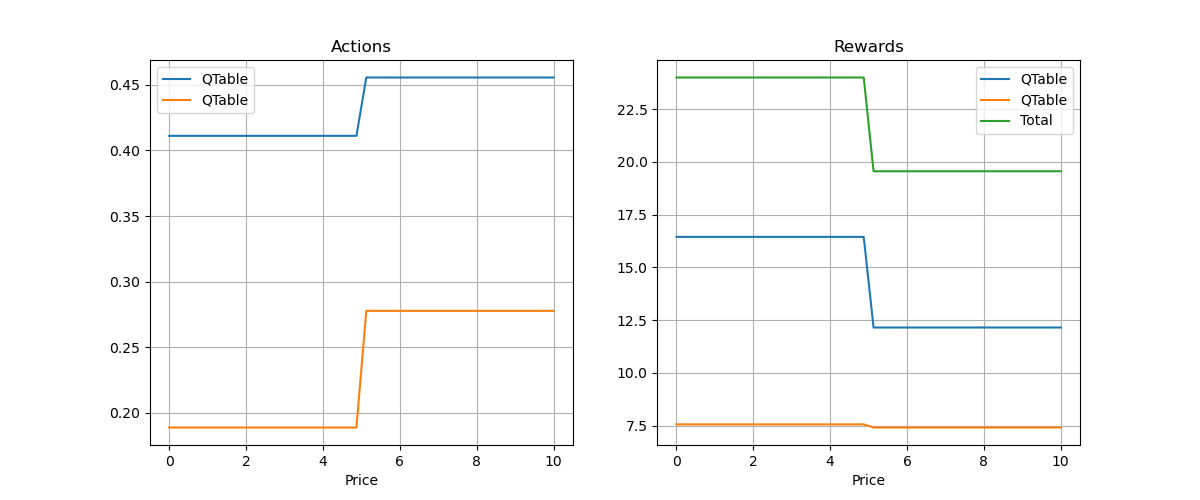 Actions
QTable
QTable
0.45
0.40
0.35
0.30
0.25
0.20
0 2 4 6 8 10
Price
Rewards
QTable
QTable
Total
22.5
20.0
17.5
15.0
12.5
10.0
7.5
0 2 4 6 8 10
Price